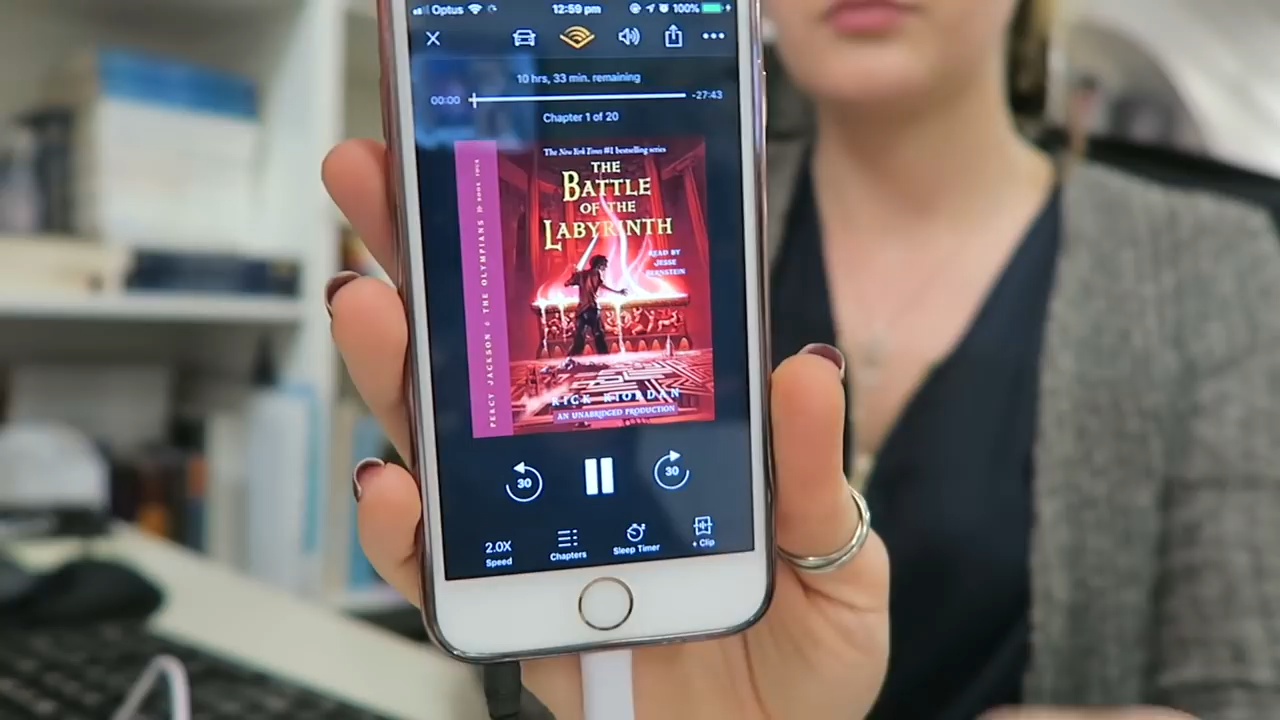 Optus 12:59 pm 100%
10 hrs, 33 min. remaining
00:00 -27:43
Chapter 1 of 20
The New York Times #1 bestselling series
THE
BATTLE
OF THE
LABYRINTH
READ BY
JESSE
BERNSTEIN
PERCY JACKSON & THE OLYMPIANS BOOK FOUR
RICK RIORDAN
AN UNABRIDGED PRODUCTION
30 30
2.0X
Speed
Chapters
Sleep Timer
+ Clip